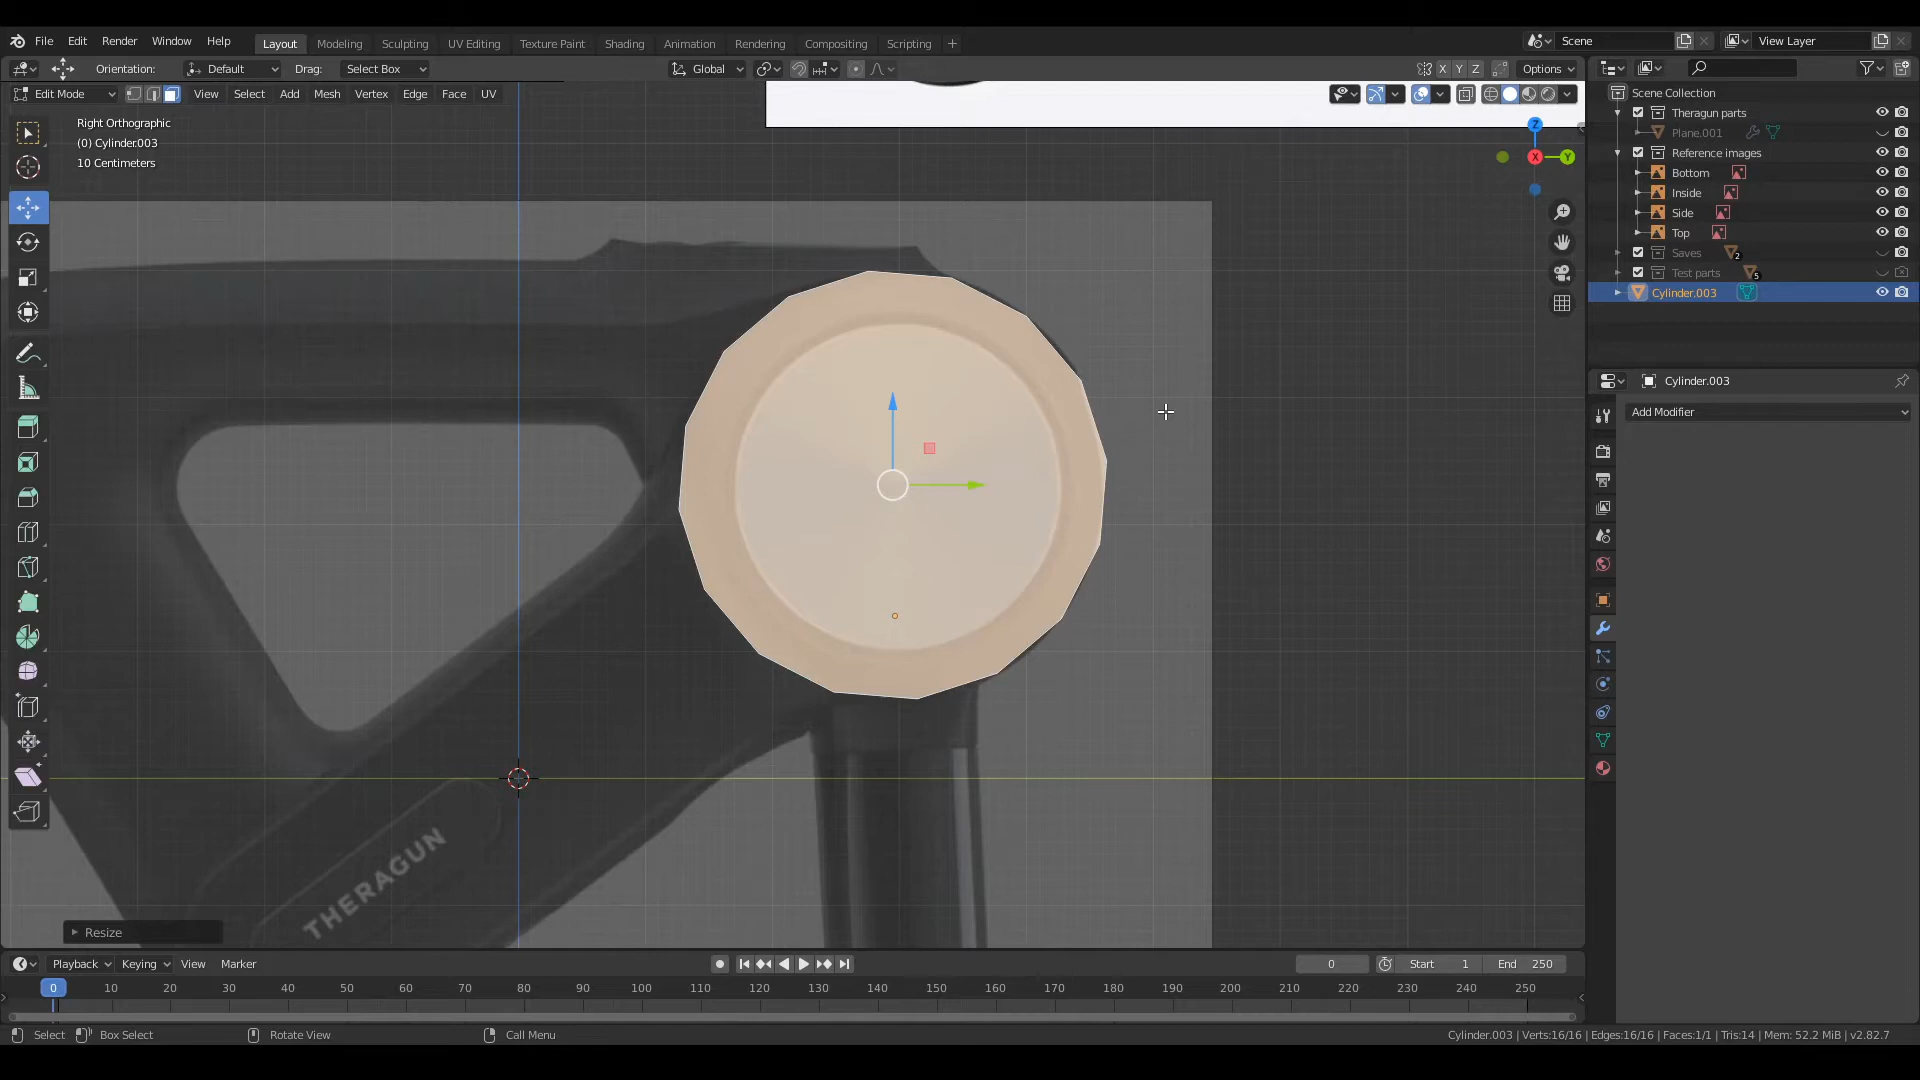 File Edit Render Window Help Layout Modeling Sculpting UV Editing Texture Paint Shading Animation Rendering Compositing Scripting Scene View Layer
Orientation: Default Drag: Select Box Global X Y Z Options
Edit Mode View Select Add Mesh Vertex Edge Face UV
Right Orthographic
(0) Cylinder.003
10 Centimeters
Z
X
Y
Scene Collection
Theragun parts
Plane.001
Reference images
Bottom
Inside
Side
Top
Saves 2
Test parts 5
Cylinder.003
Cylinder.003
Add Modifier
THERAGUN
Resize
Playback Keying View Marker 0 Start 1 End 250
0 10 20 30 40 50 60 70 80 90 100 110 120 130 140 150 160 170 180 190 200 210 220 230 240 250
Select Box Select Rotate View Call Menu Cylinder.003 | Verts:16/16 | Edges:16/16 | Faces:1/1 | Tris:14 | Mem: 52.2 MiB | v2.82.7